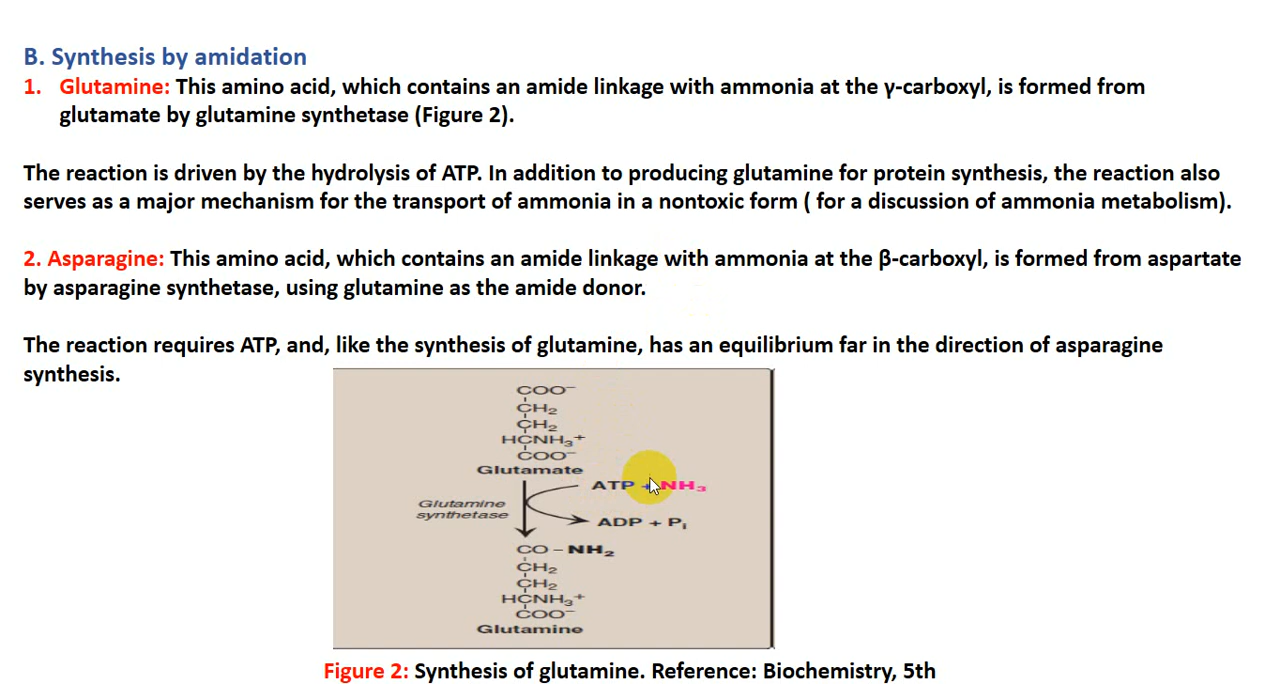 B. Synthesis by amidation
1. Glutamine: This amino acid, which contains an amide linkage with ammonia at the γ-carboxyl, is formed from
glutamate by glutamine synthetase (Figure 2).
The reaction is driven by the hydrolysis of ATP. In addition to producing glutamine for protein synthesis, the reaction also
serves as a major mechanism for the transport of ammonia in a nontoxic form ( for a discussion of ammonia metabolism).
2. Asparagine: This amino acid, which contains an amide linkage with ammonia at the β-carboxyl, is formed from aspartate
by asparagine synthetase, using glutamine as the amide donor.
The reaction requires ATP, and, like the synthesis of glutamine, has an equilibrium far in the direction of asparagine
synthesis.
COO⁻
CH₂
CH₂
HCNH₃⁺
COO⁻
Glutamate
ATP + NH₃
Glutamine
synthetase
ADP + Pᵢ
CO – NH₂
CH₂
CH₂
HCNH₃⁺
COO⁻
Glutamine
Figure 2: Synthesis of glutamine. Reference: Biochemistry, 5th